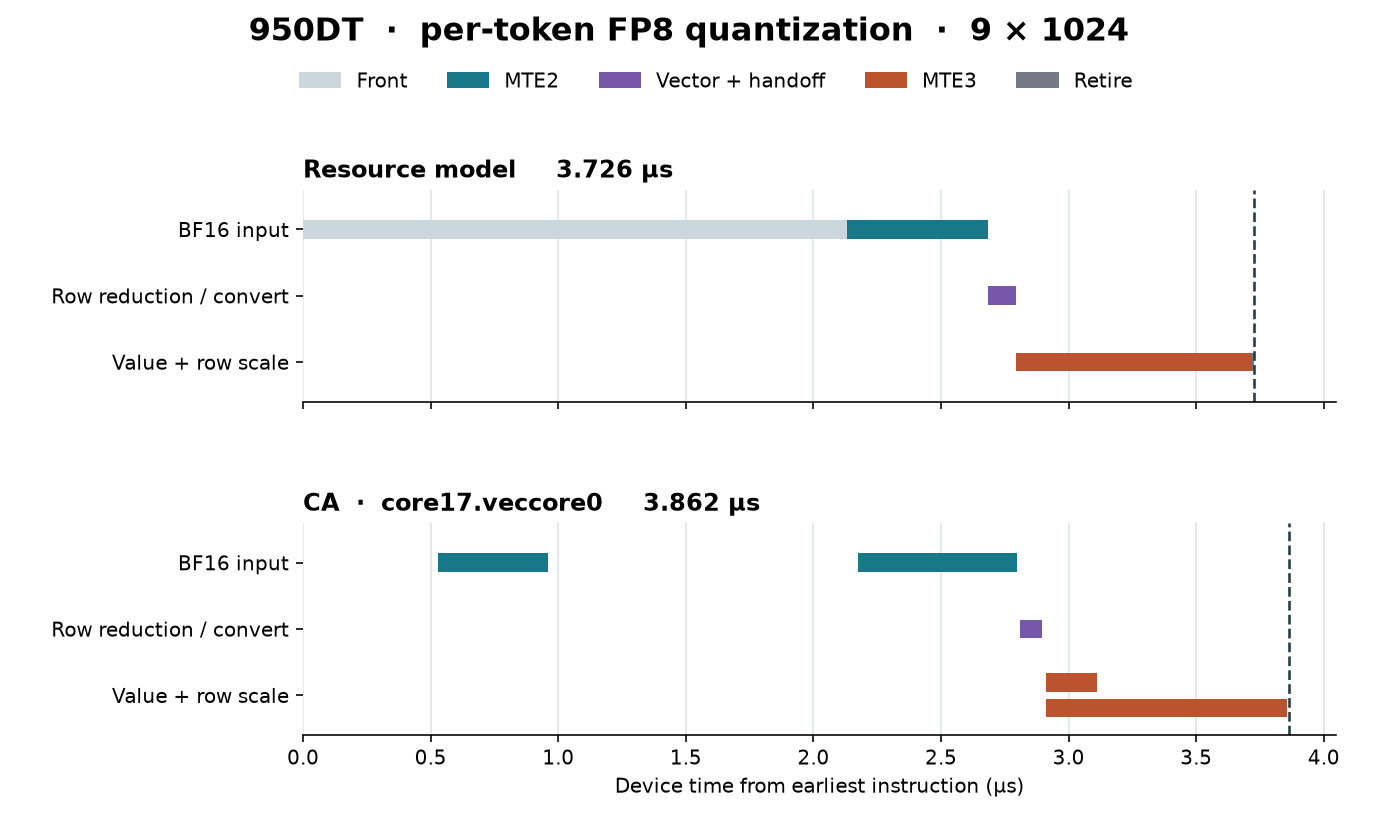 950DT · per-token FP8 quantization · 9 × 1024
Front MTE2 Vector + handoff MTE3 Retire
Resource model 3.726 µs
BF16 input
Row reduction / convert
Value + row scale
CA · core17.veccore0 3.862 µs
BF16 input
Row reduction / convert
Value + row scale
0.0 0.5 1.0 1.5 2.0 2.5 3.0 3.5 4.0
Device time from earliest instruction (µs)